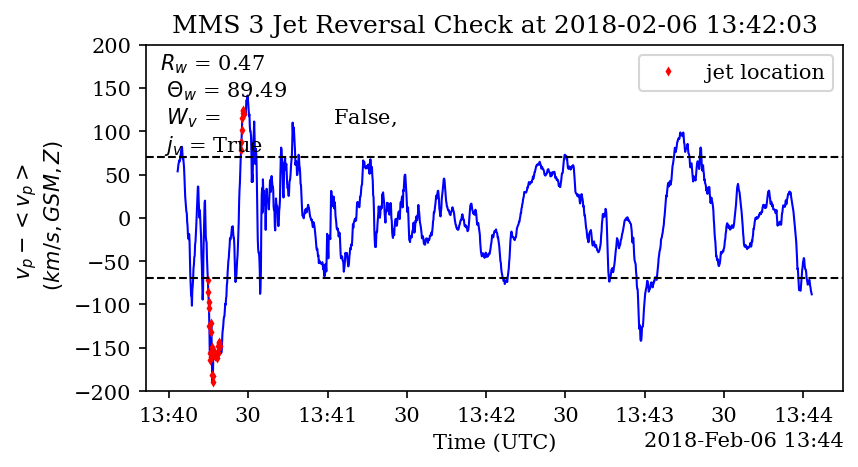 MMS 3 Jet Reversal Check at 2018-02-06 13:42:03
R_w = 0.47
Θ_w = 89.49
W_v = False,
j_v = True
jet location
200
150
100
50
0
−50
−100
−150
−200
v_p − < v_p >
(km/s, GSM, Z)
13:40 30 13:41 30 13:42 30 13:43 30 13:44
Time (UTC)
2018-Feb-06 13:44